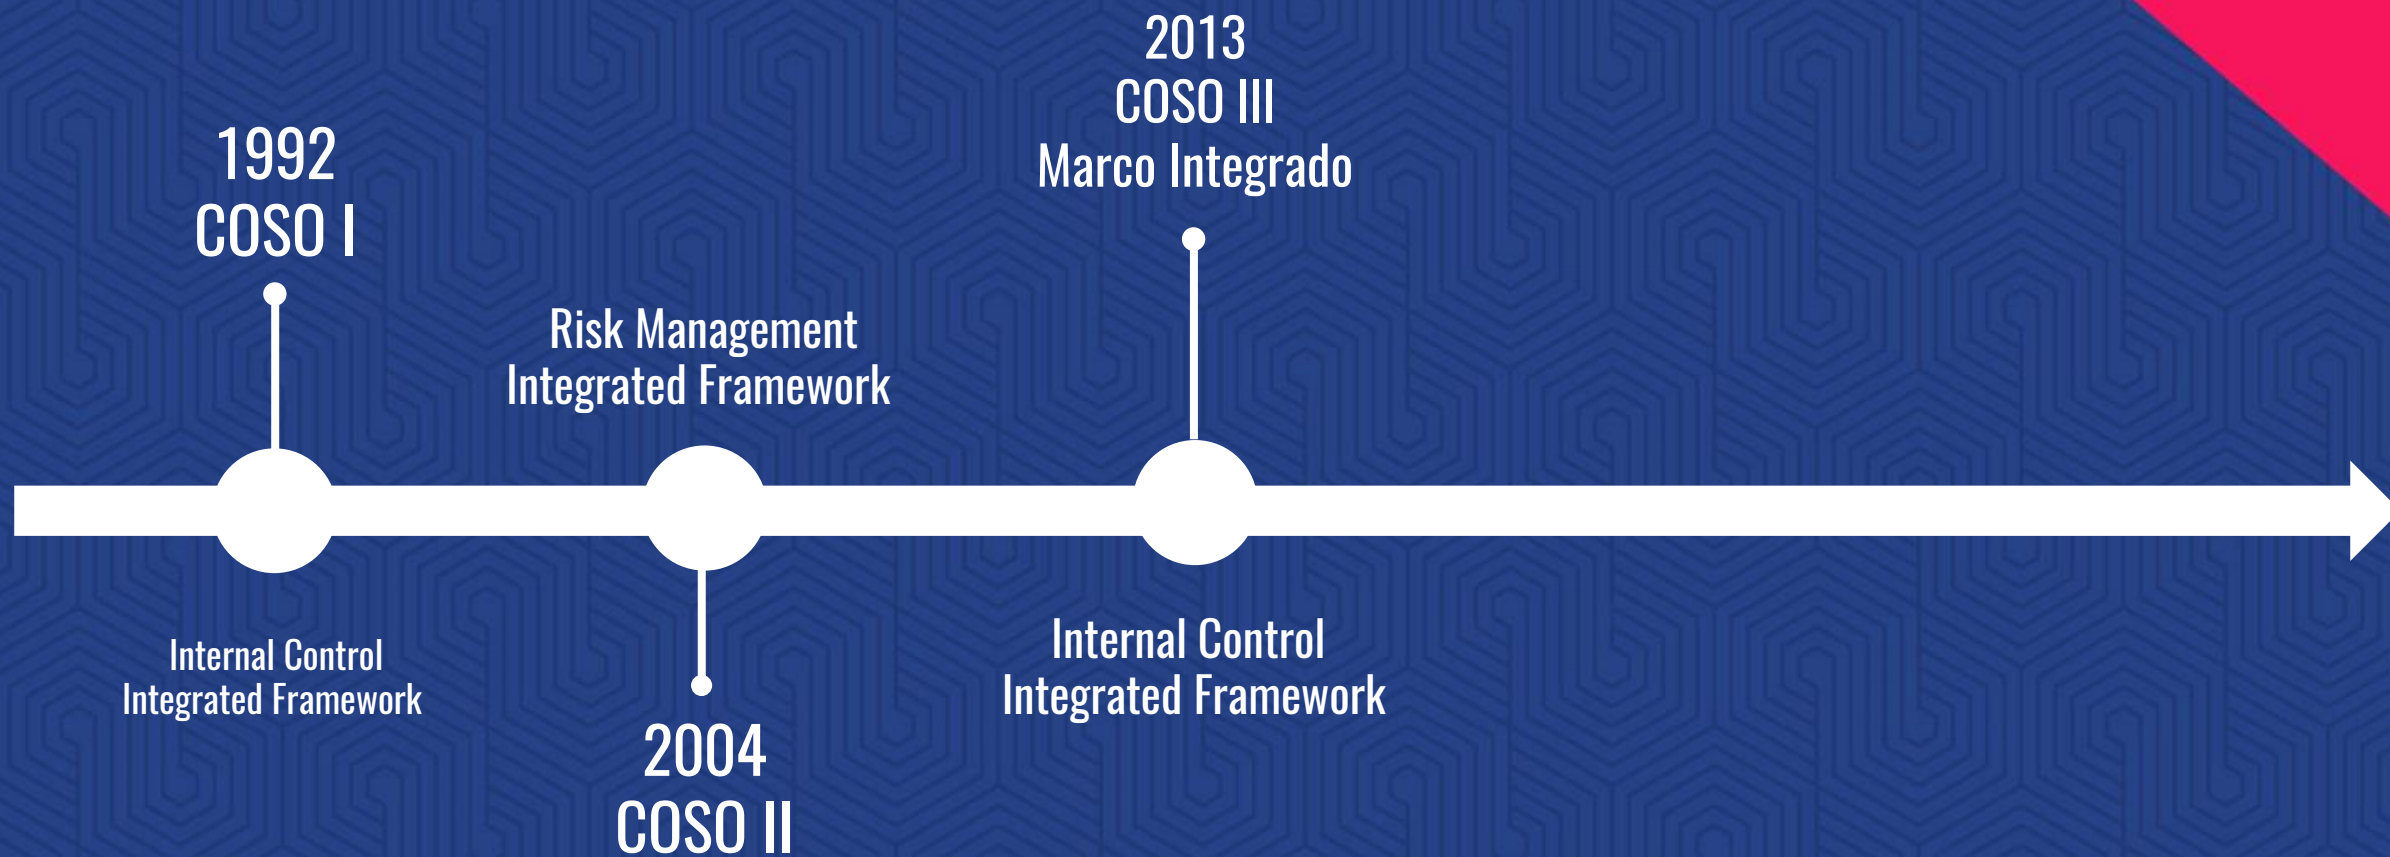 1992
COSO I
Internal Control
Integrated Framework
Risk Management
Integrated Framework
2004
COSO II
2013
COSO III
Marco Integrado
Internal Control
Integrated Framework